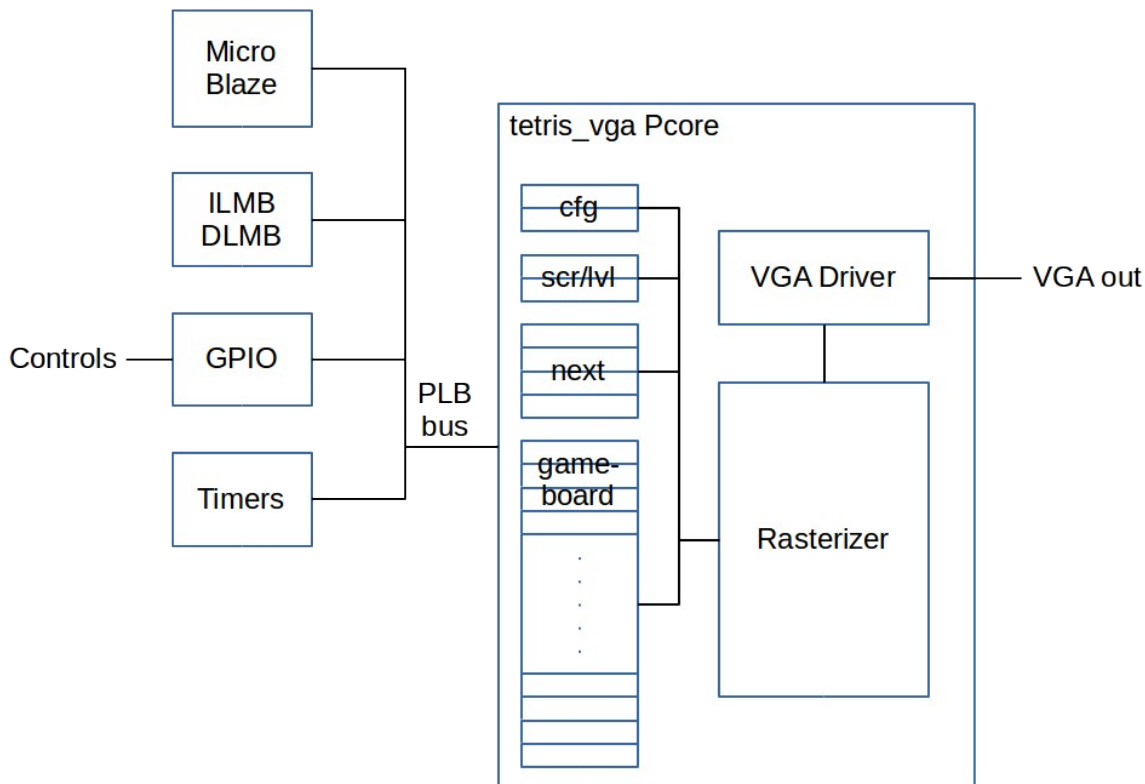 Micro
Blaze
ILMB
DLMB
Controls
GPIO
Timers
PLB
bus
tetris_vga Pcore
cfg
scr/lvl
next
game-
board
VGA Driver
VGA out
Rasterizer